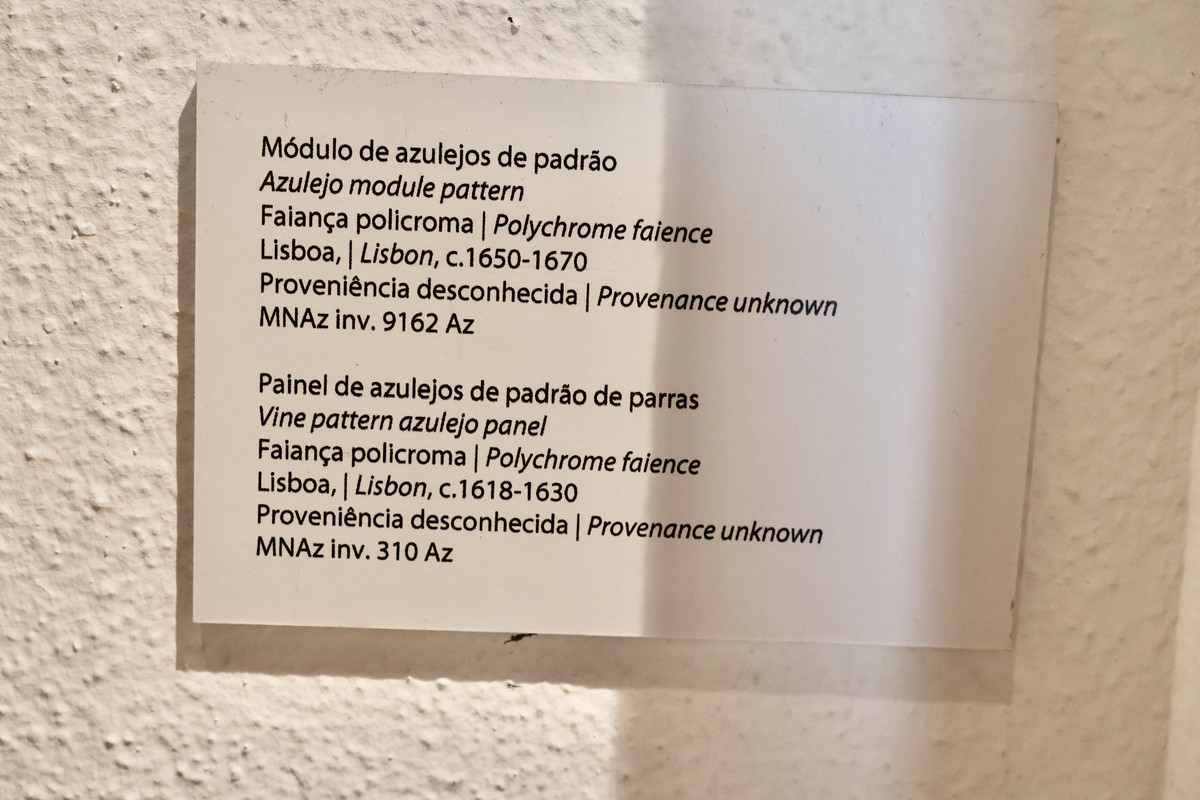 Módulo de azulejos de padrão
Azulejo module pattern
Faiança policroma | Polychrome faience
Lisboa, | Lisbon, c.1650-1670
Proveniência desconhecida | Provenance unknown
MNAz inv. 9162 Az
Painel de azulejos de padrão de parras
Vine pattern azulejo panel
Faiança policroma | Polychrome faience
Lisboa, | Lisbon, c.1618-1630
Proveniência desconhecida | Provenance unknown
MNAz inv. 310 Az